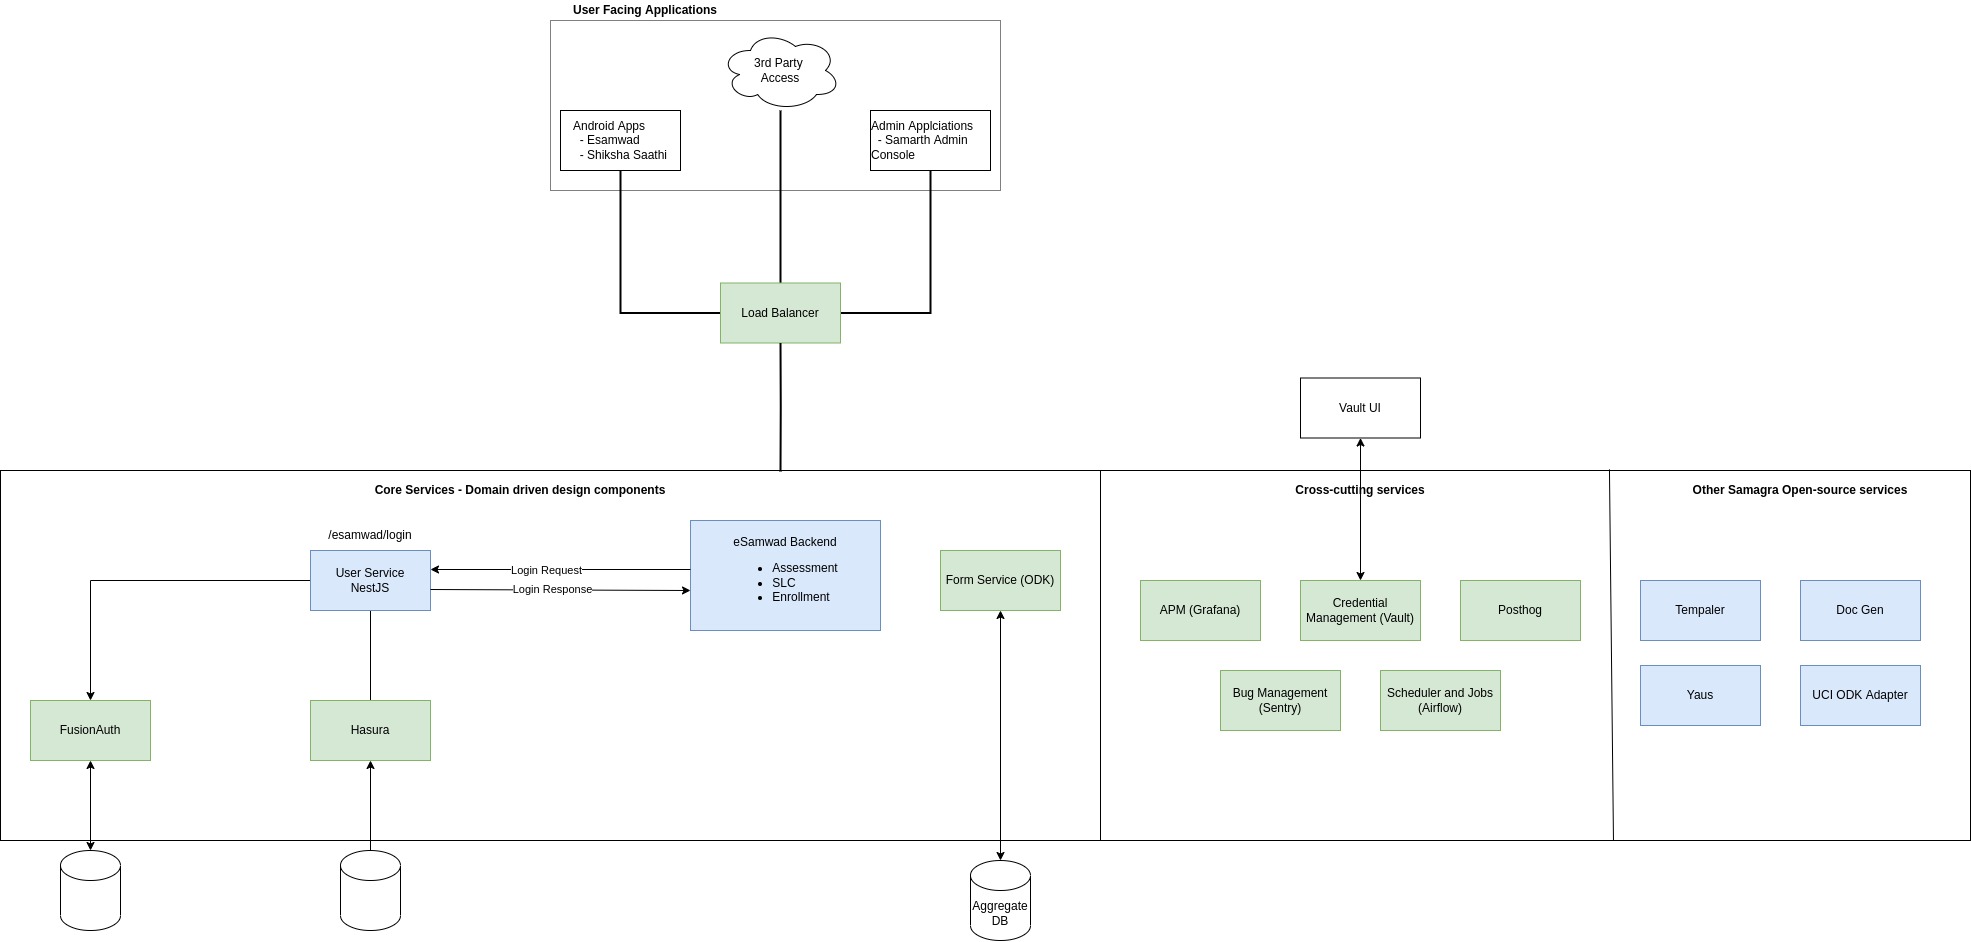 User Facing Applications
3rd Party
Access
Android Apps
- Esamwad
- Shiksha Saathi
Admin Applciations
- Samarth Admin
Console
Load Balancer
Vault UI
Core Services - Domain driven design components
Cross-cutting services
Other Samagra Open-source services
/esamwad/login
User Service
NestJS
Login Request
Login Response
eSamwad Backend
• Assessment
• SLC
• Enrollment
Form Service (ODK)
APM (Grafana)
Credential
Management (Vault)
Posthog
Tempaler
Doc Gen
Bug Management
(Sentry)
Scheduler and Jobs
(Airflow)
Yaus
UCI ODK Adapter
FusionAuth
Hasura
Aggregate
DB